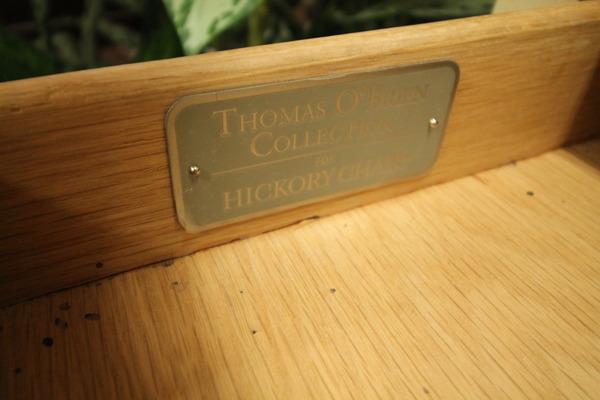 THOMAS O'BRIEN
COLLECTION
FOR
HICKORY CHAIR